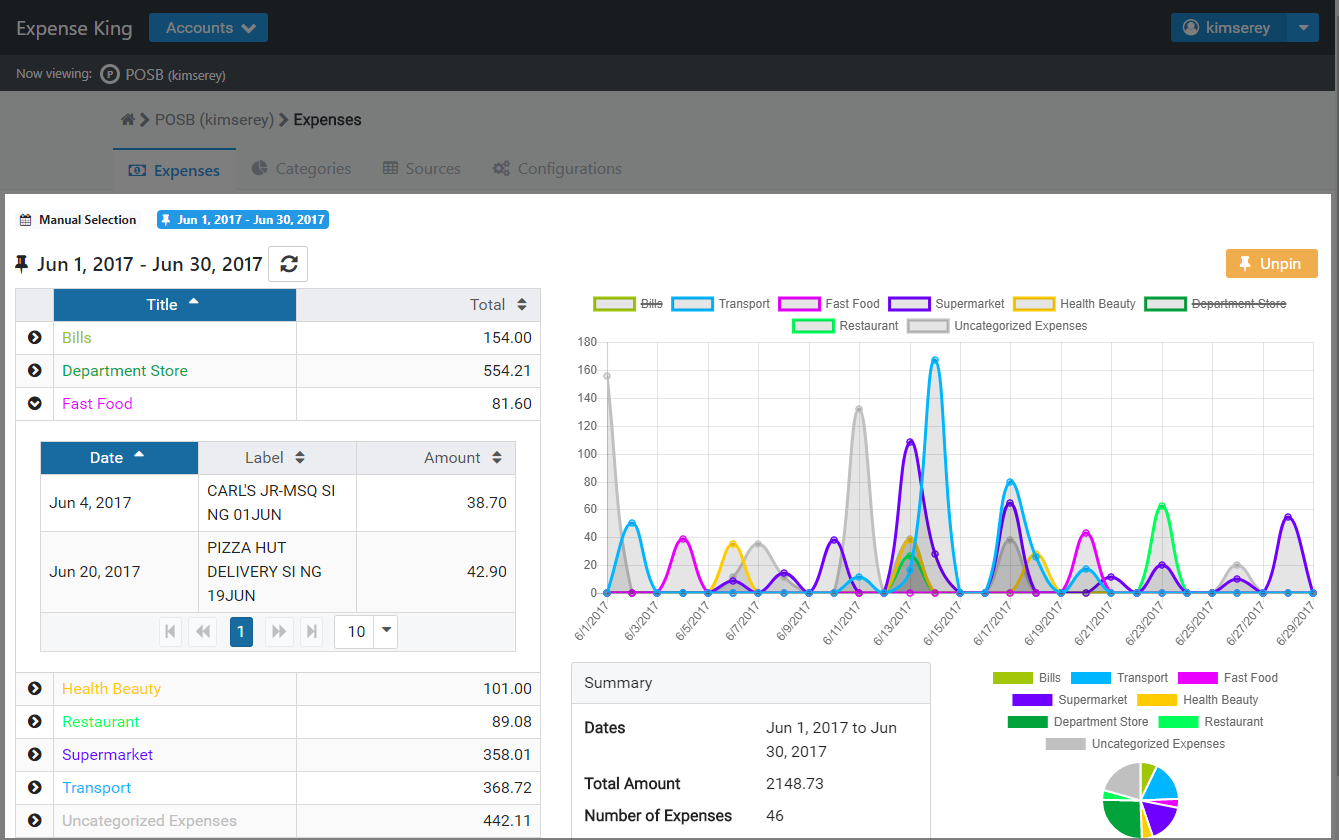 Expense King
Accounts
kimserey
Now viewing: P POSB (kimserey)
POSB (kimserey) Expenses
Expenses Categories Sources Configurations
Manual Selection Jun 1, 2017 - Jun 30, 2017
Jun 1, 2017 - Jun 30, 2017
Unpin
Title Total
Bills 154.00
Department Store 554.21
Fast Food 81.60
Date Label Amount
Jun 4, 2017 CARL'S JR-MSQ SI 38.70
NG 01JUN
PIZZA HUT
Jun 20, 2017 DELIVERY SI NG 42.90
19JUN
1 10
Health Beauty 101.00
Restaurant 89.08
Supermarket 358.01
Transport 368.72
Uncategorized Expenses 442.11
Bills Transport Fast Food Supermarket Health Beauty Department Store
Restaurant Uncategorized Expenses
180
160
140
120
100
80
60
40
20
0
6/1/2017 6/3/2017 6/5/2017 6/7/2017 6/9/2017 6/11/2017 6/13/2017 6/15/2017 6/17/2017 6/19/2017 6/21/2017 6/23/2017 6/25/2017 6/27/2017 6/29/2017
Summary
Dates Jun 1, 2017 to Jun
30, 2017
Total Amount 2148.73
Number of Expenses 46
Bills Transport Fast Food
Supermarket Health Beauty
Department Store Restaurant
Uncategorized Expenses